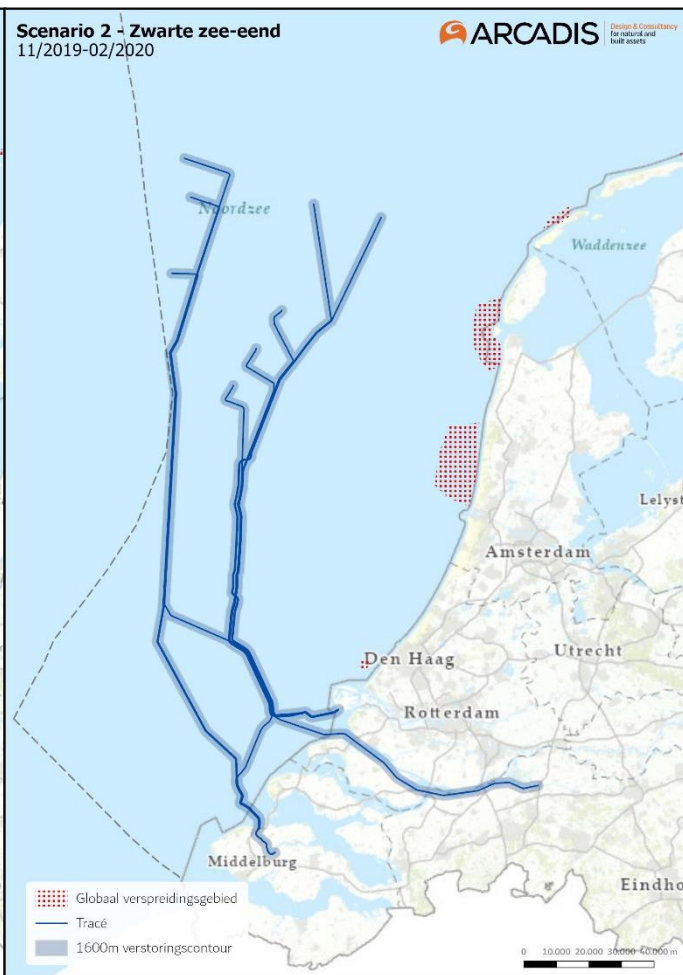 Scenario 2 - Zwarte zee-eend
11/2019-02/2020
ARCADIS
Design & Consultancy
for natural and
built assets
Noordzee
Waddenzee
Lelyst
Amsterdam
Utrecht
Den Haag
Rotterdam
Middelburg
Eindho
Globaal verspreidingsgebied
Tracé
1600m verstoringscontour
0 10.000 20.000 30.000 40.000 m